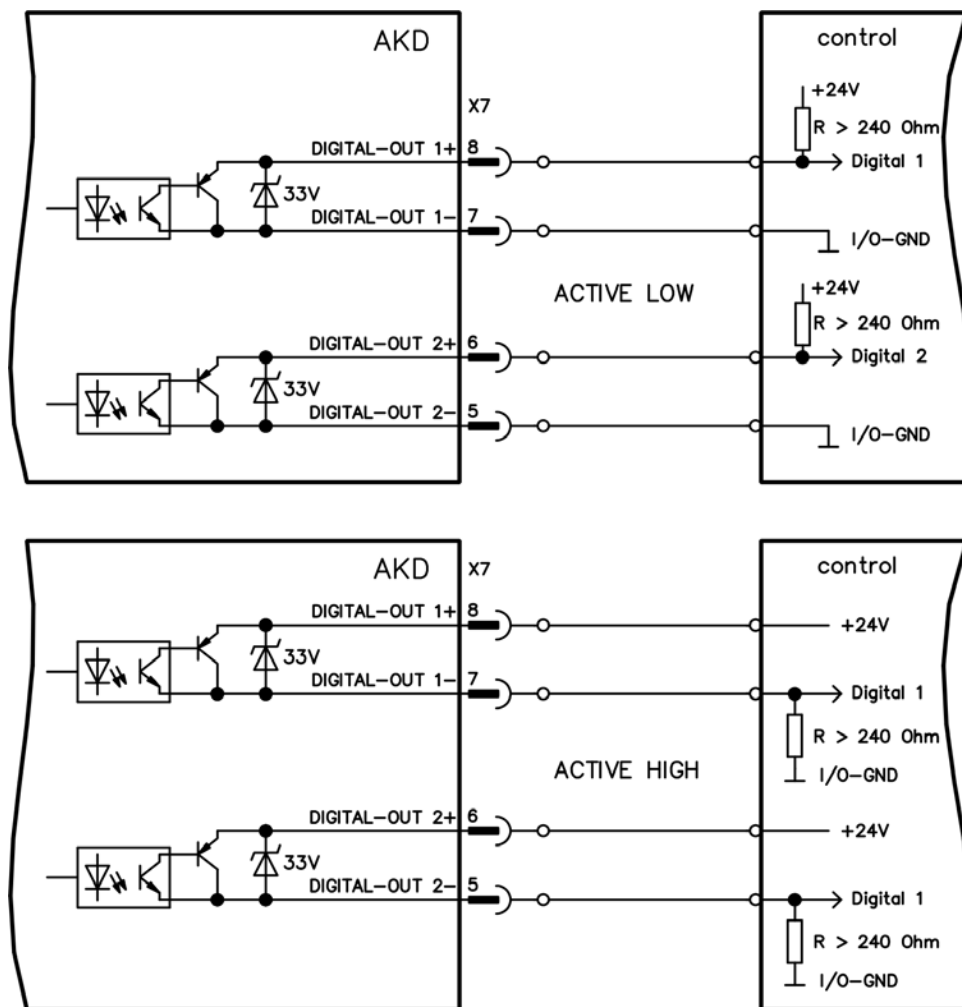 AKD
control
X7
+24V
R > 240 Ohm
DIGITAL-OUT 1+ 8
Digital 1
33V
DIGITAL-OUT 1- 7
I/O-GND
ACTIVE LOW
+24V
R > 240 Ohm
DIGITAL-OUT 2+ 6
Digital 2
33V
DIGITAL-OUT 2- 5
I/O-GND
AKD
X7
control
DIGITAL-OUT 1+ 8
+24V
33V
DIGITAL-OUT 1- 7
Digital 1
R > 240 Ohm
ACTIVE HIGH
I/O-GND
DIGITAL-OUT 2+ 6
+24V
33V
DIGITAL-OUT 2- 5
Digital 1
R > 240 Ohm
I/O-GND